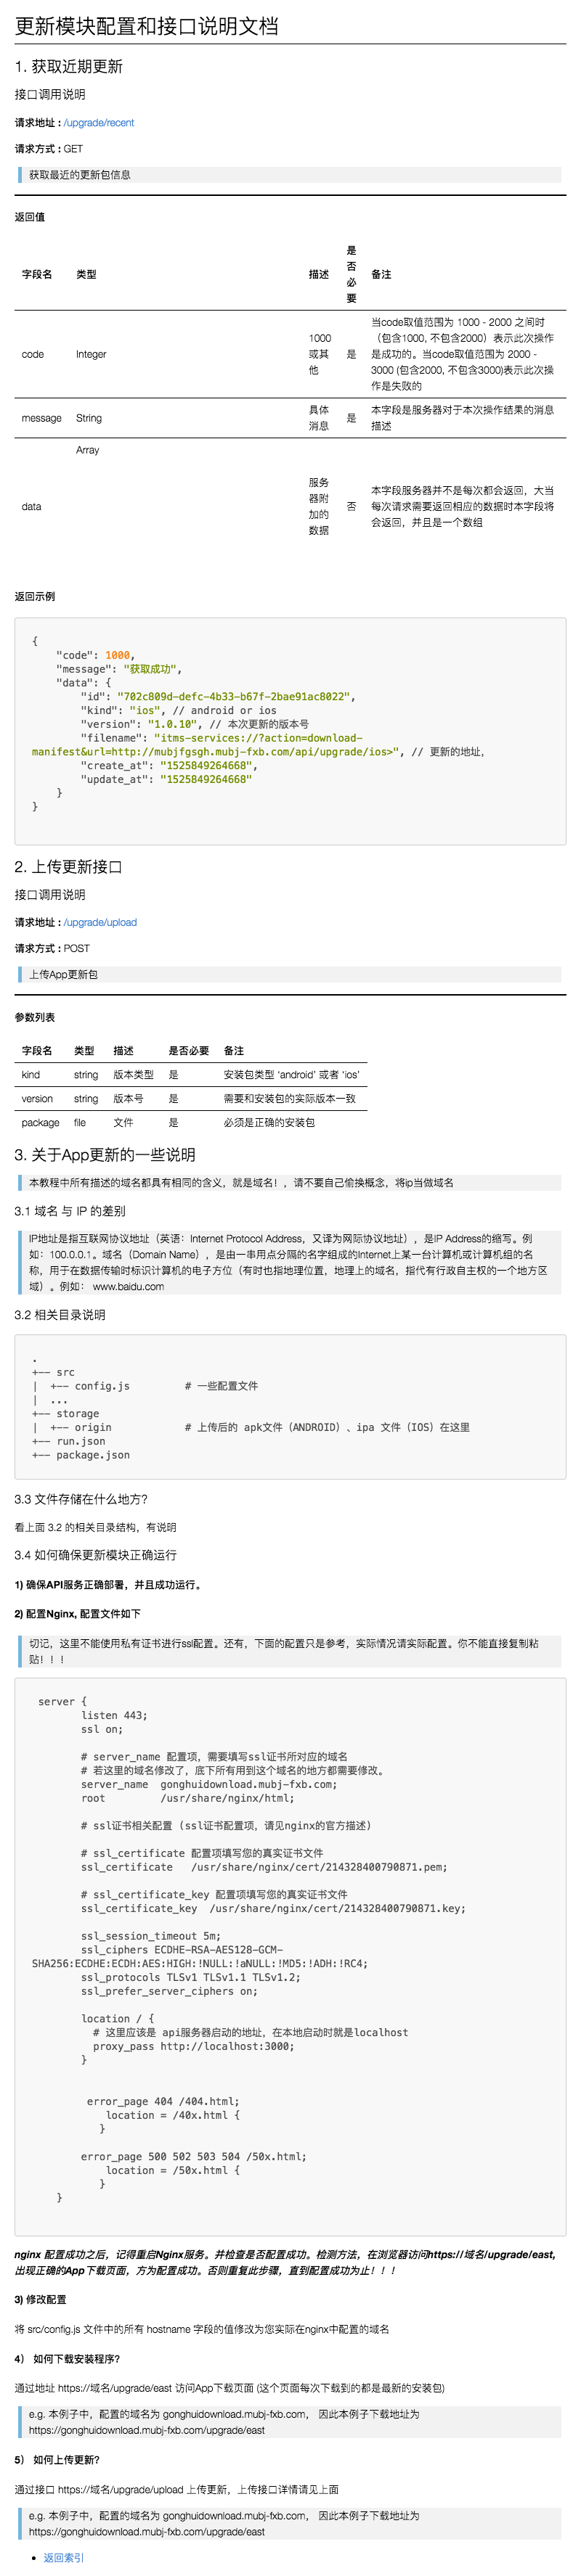 更新模块配置和接口说明文档
1. 获取近期更新
接口调用说明
请求地址 : /upgrade/recent
请求方式 : GET
获取最近的更新包信息
返回值
字段名 类型 描述 是否必要 备注
code Integer 1000或其他 是 当code取值范围为 1000 - 2000 之间时（包含1000, 不包含2000）表示此次操作是成功的。当code取值范围为 2000 - 3000 (包含2000, 不包含3000)表示此次操作是失败的
message String 具体消息 是 本字段是服务器对于本次操作结果的消息描述
data Array 服务器附加的数据 否 本字段服务器并不是每次都会返回，大当每次请求需要返回相应的数据时本字段将会返回，并且是一个数组
返回示例
{
"code": 1000,
"message": "获取成功",
"data": {
"id": "702c809d-defc-4b33-b67f-2bae91ac8022",
"kind": "ios", // android or ios
"version": "1.0.10", // 本次更新的版本号
"filename": "itms-services://?action=download-
manifest&url=http://mubjfgsgh.mubj-fxb.com/api/upgrade/ios>", // 更新的地址，
"create_at": "1525849264668",
"update_at": "1525849264668"
}
}
2. 上传更新接口
接口调用说明
请求地址 : /upgrade/upload
请求方式 : POST
上传App更新包
参数列表
字段名 类型 描述 是否必要 备注
kind string 版本类型 是 安装包类型 ‘android’ 或者 ‘ios’
version string 版本号 是 需要和安装包的实际版本一致
package file 文件 是 必须是正确的安装包
3. 关于App更新的一些说明
本教程中所有描述的域名都具有相同的含义，就是域名！，请不要自己偷换概念，将ip当做域名
3.1 域名 与 IP 的差别
IP地址是指互联网协议地址（英语：Internet Protocol Address，又译为网际协议地址），是IP Address的缩写。例
如：100.0.0.1。域名（Domain Name），是由一串用点分隔的名字组成的Internet上某一台计算机或计算机组的名
称，用于在数据传输时标识计算机的电子方位（有时也指地理位置，地理上的域名，指代有行政自主权的一个地方区
域）。例如： www.baidu.com
3.2 相关目录说明
.
+-- src
| +-- config.js # 一些配置文件
| ...
+-- storage
| +-- origin # 上传后的 apk文件（ANDROID）、ipa 文件（IOS）在这里
+-- run.json
+-- package.json
3.3 文件存储在什么地方?
看上面 3.2 的相关目录结构，有说明
3.4 如何确保更新模块正确运行
1) 确保API服务正确部署，并且成功运行。
2) 配置Nginx, 配置文件如下
切记，这里不能使用私有证书进行ssl配置。还有，下面的配置只是参考，实际情况请实际配置。你不能直接复制粘
贴！！！
server {
listen 443;
ssl on;
# server_name 配置项，需要填写ssl证书所对应的域名
# 若这里的域名修改了，底下所有用到这个域名的地方都需要修改。
server_name gonghuidownload.mubj-fxb.com;
root /usr/share/nginx/html;
# ssl证书相关配置 (ssl证书配置项，请见nginx的官方描述)
# ssl_certificate 配置项填写您的真实证书文件
ssl_certificate /usr/share/nginx/cert/214328400790871.pem;
# ssl_certificate_key 配置项填写您的真实证书文件
ssl_certificate_key /usr/share/nginx/cert/214328400790871.key;
ssl_session_timeout 5m;
ssl_ciphers ECDHE-RSA-AES128-GCM-
SHA256:ECDHE:ECDH:AES:HIGH:!NULL:!aNULL:!MD5:!ADH:!RC4;
ssl_protocols TLSv1 TLSv1.1 TLSv1.2;
ssl_prefer_server_ciphers on;
location / {
# 这里应该是 api服务器启动的地址，在本地启动时就是localhost
proxy_pass http://localhost:3000;
}
error_page 404 /404.html;
location = /40x.html {
}
error_page 500 502 503 504 /50x.html;
location = /50x.html {
}
}
nginx 配置成功之后，记得重启Nginx服务。并检查是否配置成功。检测方法，在浏览器访问https://域名/upgrade/east,
出现正确的App下载页面，方为配置成功。否则重复此步骤，直到配置成功为止！！！
3) 修改配置
将 src/config.js 文件中的所有 hostname 字段的值修改为您实际在nginx中配置的域名
4） 如何下载安装程序?
通过地址 https://域名/upgrade/east 访问App下载页面 (这个页面每次下载到的都是最新的安装包)
e.g. 本例子中，配置的域名为 gonghuidownload.mubj-fxb.com， 因此本例子下载地址为
https://gonghuidownload.mubj-fxb.com/upgrade/east
5） 如何上传更新?
通过接口 https://域名/upgrade/upload 上传更新，上传接口详情请见上面
e.g. 本例子中，配置的域名为 gonghuidownload.mubj-fxb.com， 因此本例子下载地址为
https://gonghuidownload.mubj-fxb.com/upgrade/east
• 返回索引